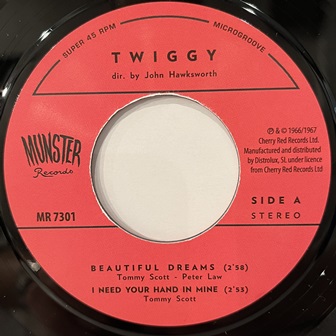 SUPER 45 RPM
MICROGROOVE
TWIGGY
dir. by John Hawksworth
MUNSTER
Records
℗ & © 1966/1967
Cherry Red Records Ltd.
Manufactured and distributed
by Distrolux, SL under licence
from Cherry Red Records Ltd
MR 7301
SIDE A
STEREO
BEAUTIFUL DREAMS (2'58)
Tommy Scott - Peter Law
I NEED YOUR HAND IN MINE (2'53)
Tommy Scott